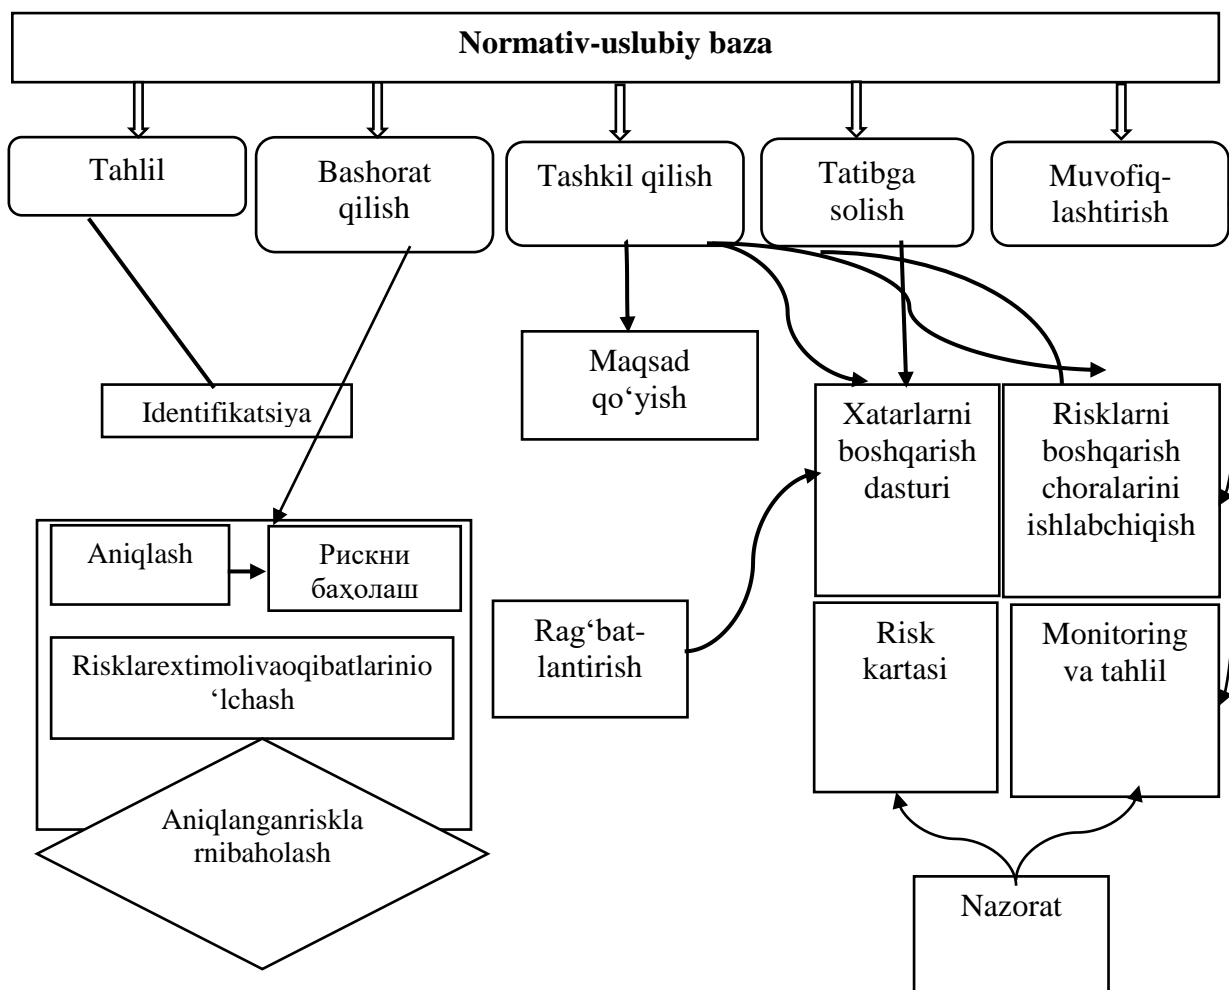 Normativ-uslubiy baza
Tahlil
Bashorat
qilish
Tashkil qilish
Tatibga
solish
Muvofiq-
lashtirish
Identifikatsiya
Maqsad
qo‘yish
Xatarlarni
boshqarish
dasturi
Risklarni
boshqarish
choralarini
ishlabchiqish
Aniqlash
Рискни
баҳолаш
Risklarextimolivaoqibatlarinio
‘lchash
Aniqlanganriskla
rnibaholash
Rag‘bat-
lantirish
Risk
kartasi
Monitoring
va tahlil
Nazorat